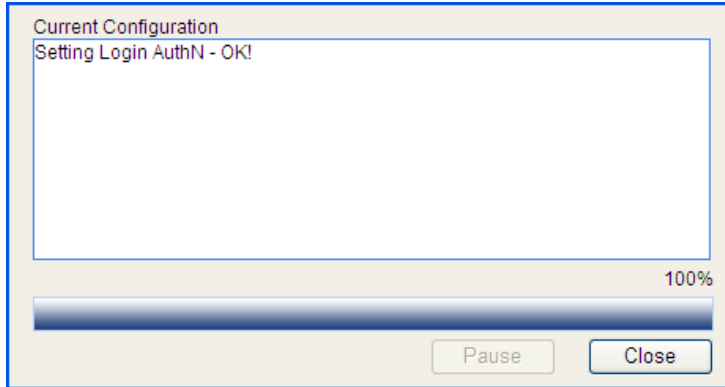 Current Configuration
Setting Login AuthN - OK!
100%
Pause
Close